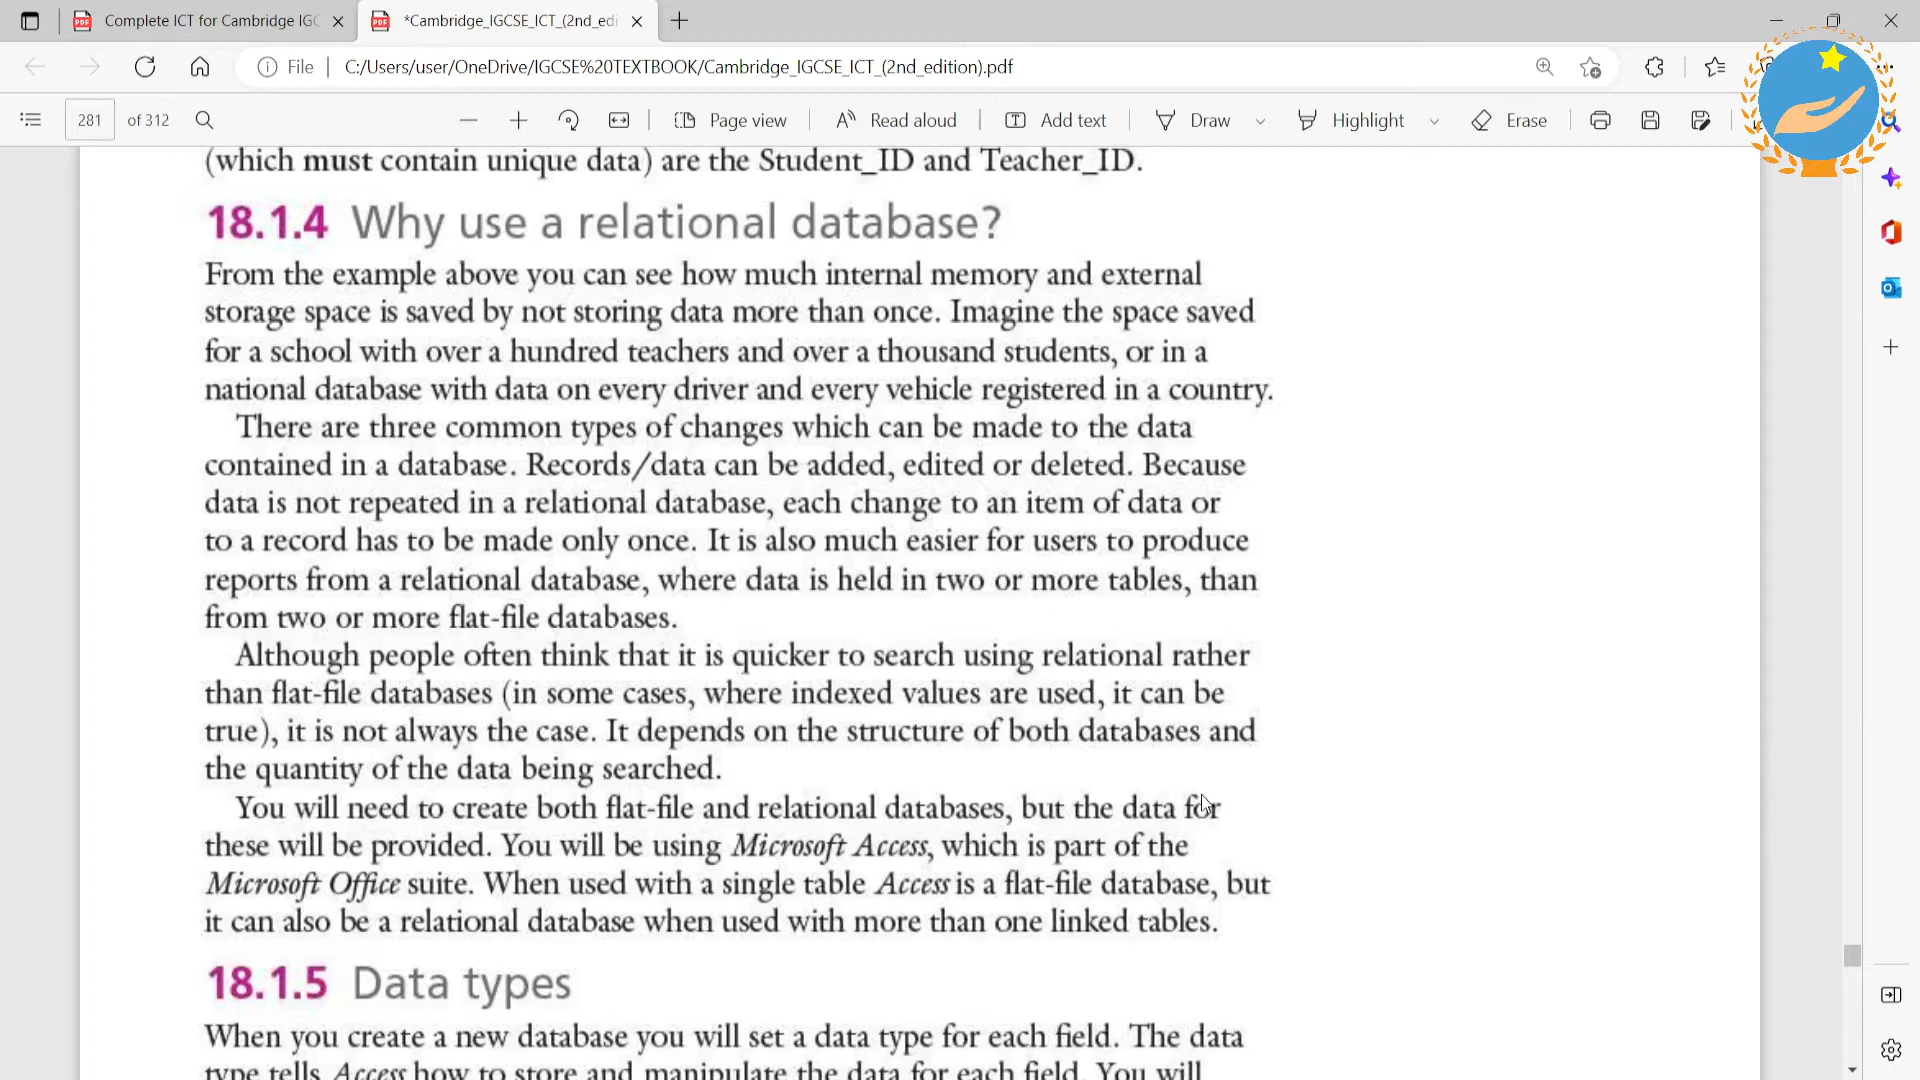 Complete ICT for Cambridge IGC
*Cambridge_IGCSE_ICT_(2nd_edi
File
C:/Users/user/OneDrive/IGCSE%20TEXTBOOK/Cambridge_IGCSE_ICT_(2nd_edition).pdf
281 of 312
Page view
Read aloud
Add text
Draw
Highlight
Erase
(which must contain unique data) are the Student_ID and Teacher_ID.
18.1.4 Why use a relational database?
From the example above you can see how much internal memory and external
storage space is saved by not storing data more than once. Imagine the space saved
for a school with over a hundred teachers and over a thousand students, or in a
national database with data on every driver and every vehicle registered in a country.
There are three common types of changes which can be made to the data
contained in a database. Records/data can be added, edited or deleted. Because
data is not repeated in a relational database, each change to an item of data or
to a record has to be made only once. It is also much easier for users to produce
reports from a relational database, where data is held in two or more tables, than
from two or more flat-file databases.
Although people often think that it is quicker to search using relational rather
than flat-file databases (in some cases, where indexed values are used, it can be
true), it is not always the case. It depends on the structure of both databases and
the quantity of the data being searched.
You will need to create both flat-file and relational databases, but the data for
these will be provided. You will be using Microsoft Access, which is part of the
Microsoft Office suite. When used with a single table Access is a flat-file database, but
it can also be a relational database when used with more than one linked tables.
18.1.5 Data types
When you create a new database you will set a data type for each field. The data
type tells Access how to store and manipulate the data for each field. You will